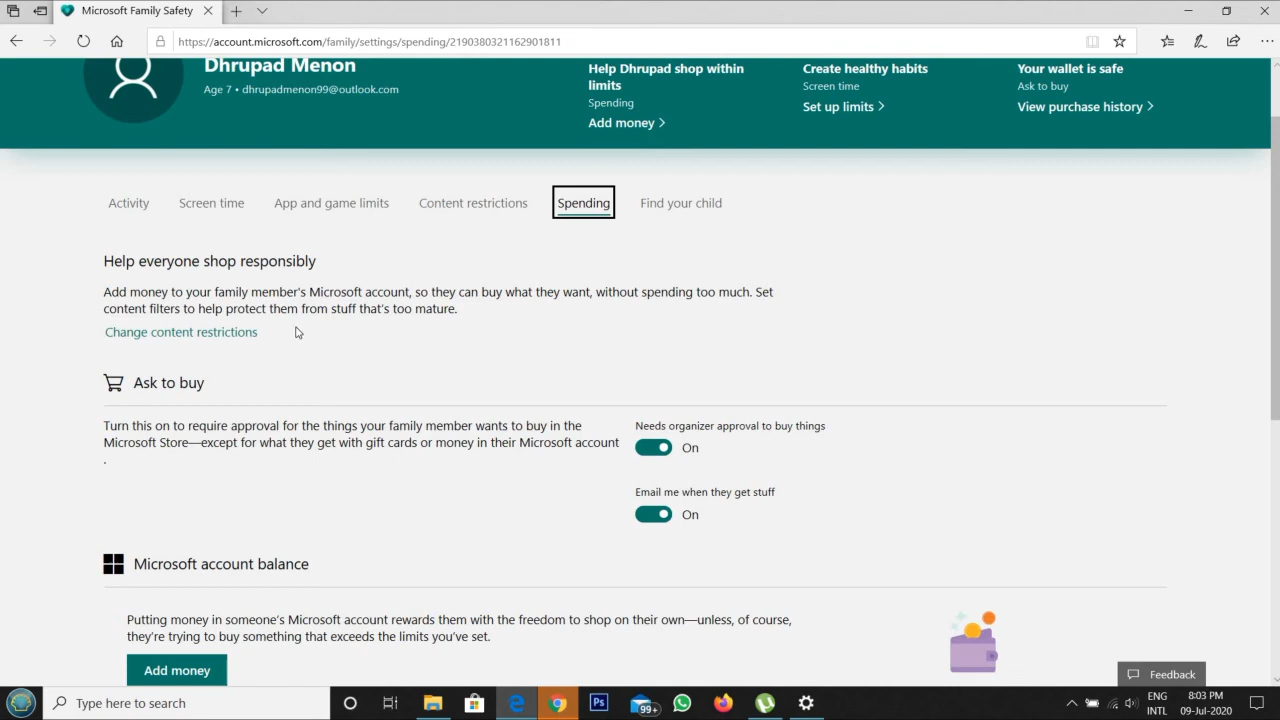 Microsoft Family Safety
https://account.microsoft.com/family/settings/spending/2190380321162901811
Dhrupad Menon
Age 7 • dhrupadmenon99@outlook.com
Help Dhrupad shop within
limits
Spending
Add money
Create healthy habits
Screen time
Set up limits
Your wallet is safe
Ask to buy
View purchase history
Activity
Screen time
App and game limits
Content restrictions
Spending
Find your child
Help everyone shop responsibly
Add money to your family member's Microsoft account, so they can buy what they want, without spending too much. Set
content filters to help protect them from stuff that's too mature.
Change content restrictions
Ask to buy
Turn this on to require approval for the things your family member wants to buy in the
Microsoft Store—except for what they get with gift cards or money in their Microsoft account
.
Needs organizer approval to buy things
On
Email me when they get stuff
On
Microsoft account balance
Putting money in someone's Microsoft account rewards them with the freedom to shop on their own—unless, of course,
they're trying to buy something that exceeds the limits you've set.
Add money
Feedback
Type here to search
Ps
99+
ENG
INTL
8:03 PM
09-Jul-2020